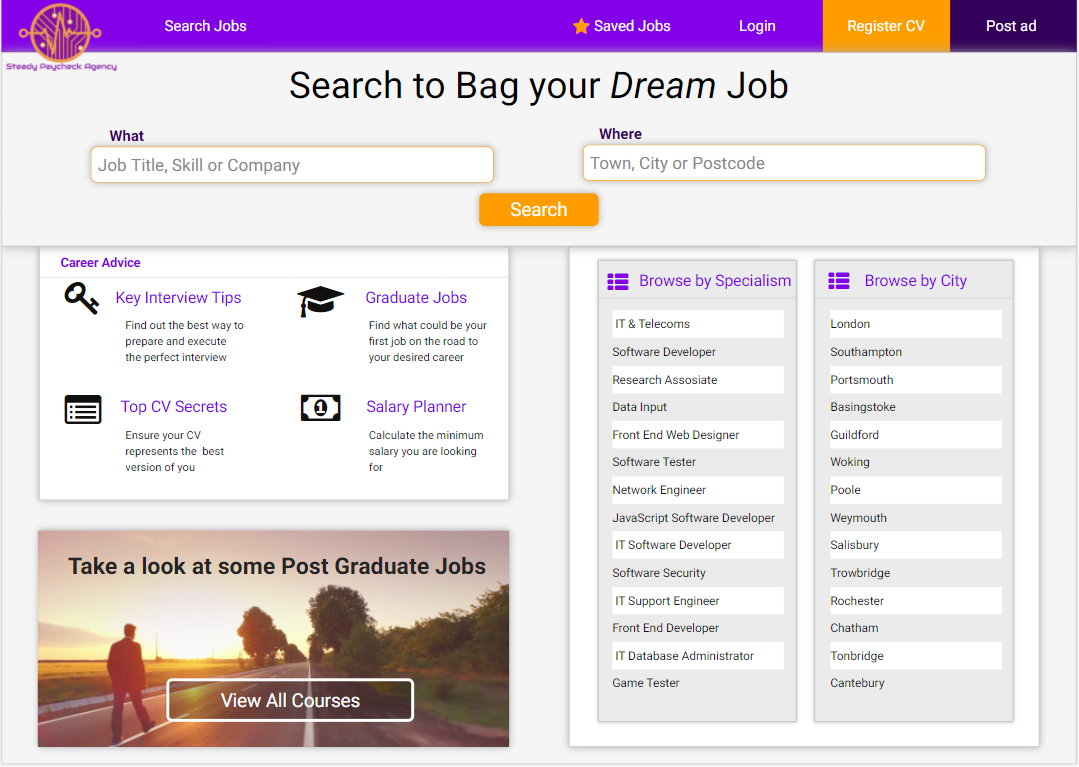 Search Jobs
Saved Jobs
Login
Register CV
Post ad
Steady Paycheck Agency
Search to Bag your Dream Job
What
Where
Job Title, Skill or Company
Town, City or Postcode
Search
Career Advice
Key Interview Tips
Find out the best way to
prepare and execute
the perfect interview
Graduate Jobs
Find what could be your
first job on the road to
your desired career
Top CV Secrets
Ensure your CV
represents the best
version of you
1
Salary Planner
Calculate the minimum
salary you are looking
for
Take a look at some Post Graduate Jobs
View All Courses
Browse by Specialism
IT & Telecoms
Software Developer
Research Assosiate
Data Input
Front End Web Designer
Software Tester
Network Engineer
JavaScript Software Developer
IT Software Developer
Software Security
IT Support Engineer
Front End Developer
IT Database Administrator
Game Tester
Browse by City
London
Southampton
Portsmouth
Basingstoke
Guildford
Woking
Poole
Weymouth
Salisbury
Trowbridge
Rochester
Chatham
Tonbridge
Cantebury